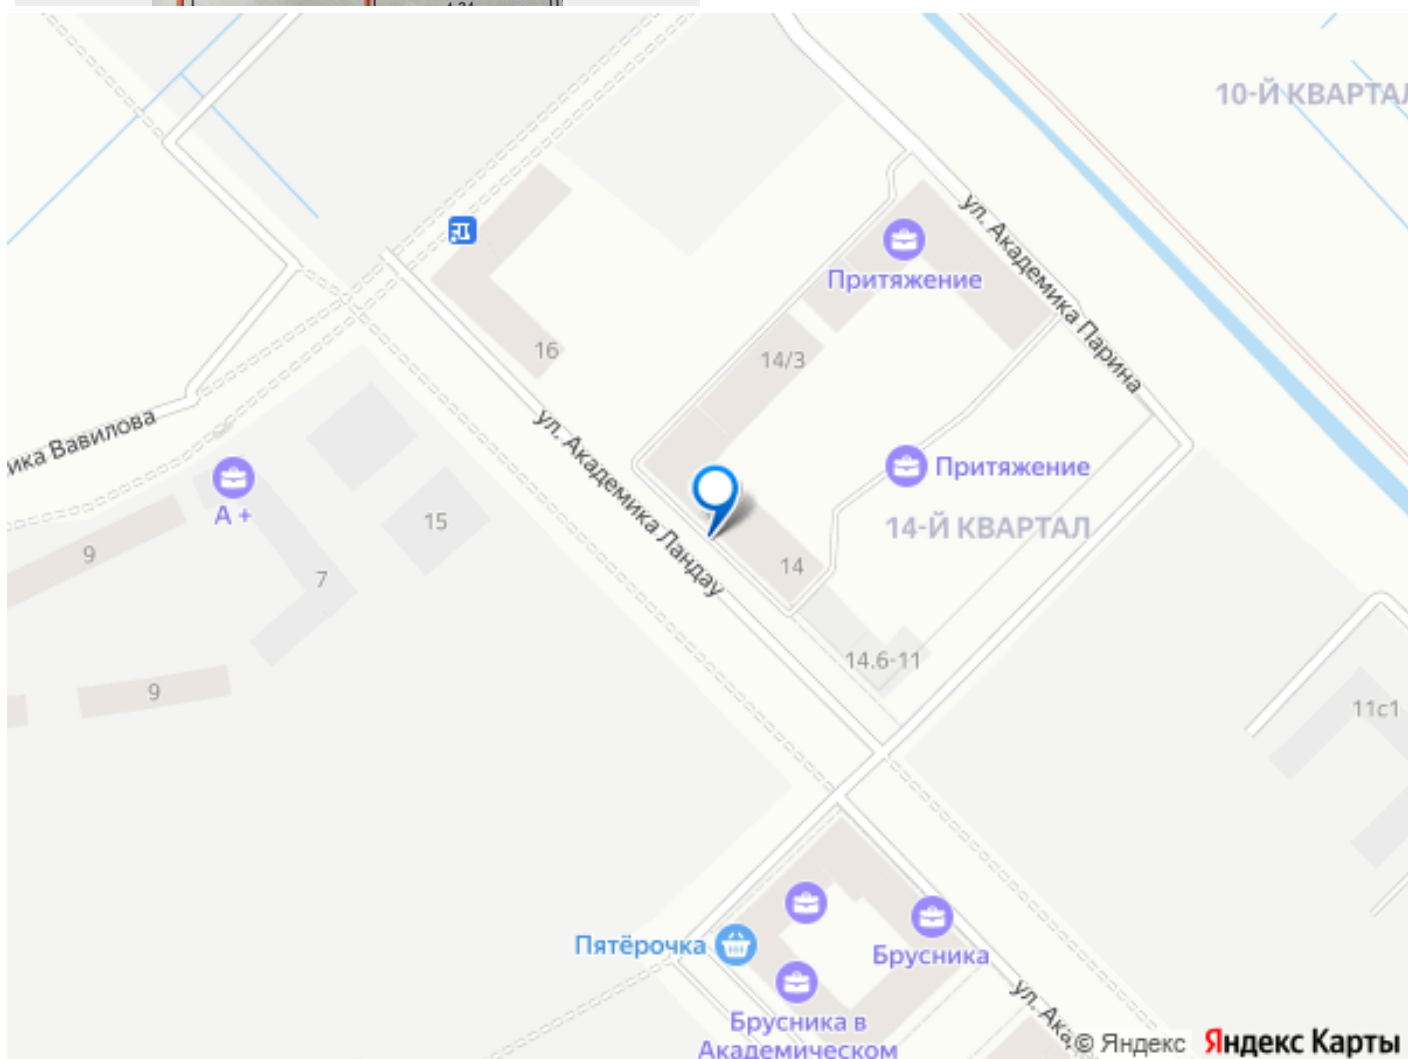 10-Й КВАРТАЛ
ул. Академика Парина
Притяжение
16
14/3
ул. Академика Ландау
ика Вавилова
А +
15
9
7
Притяжение
14-Й КВАРТАЛ
14
14.6-11
9
11с1
Пятёрочка
Брусника
Брусника в
Академическом
ул. Ака
© Яндекс
Яндекс Карты